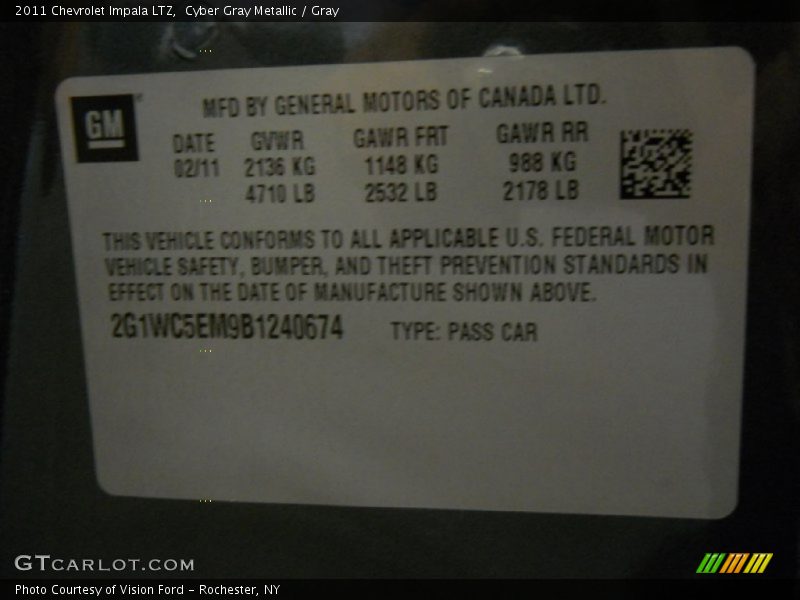 2011 Chevrolet Impala LTZ,  Cyber Gray Metallic / Gray
GM
MFD BY GENERAL MOTORS OF CANADA LTD.
DATE GVWR GAWR FRT GAWR RR
02/11 2136 KG 1148 KG 988 KG
4710 LB 2532 LB 2178 LB
THIS VEHICLE CONFORMS TO ALL APPLICABLE U.S. FEDERAL MOTOR
VEHICLE SAFETY, BUMPER, AND THEFT PREVENTION STANDARDS IN
EFFECT ON THE DATE OF MANUFACTURE SHOWN ABOVE.
2G1WC5EM9B1240674 TYPE: PASS CAR
GTCARLOT.COM
Photo Courtesy of Vision Ford – Rochester, NY